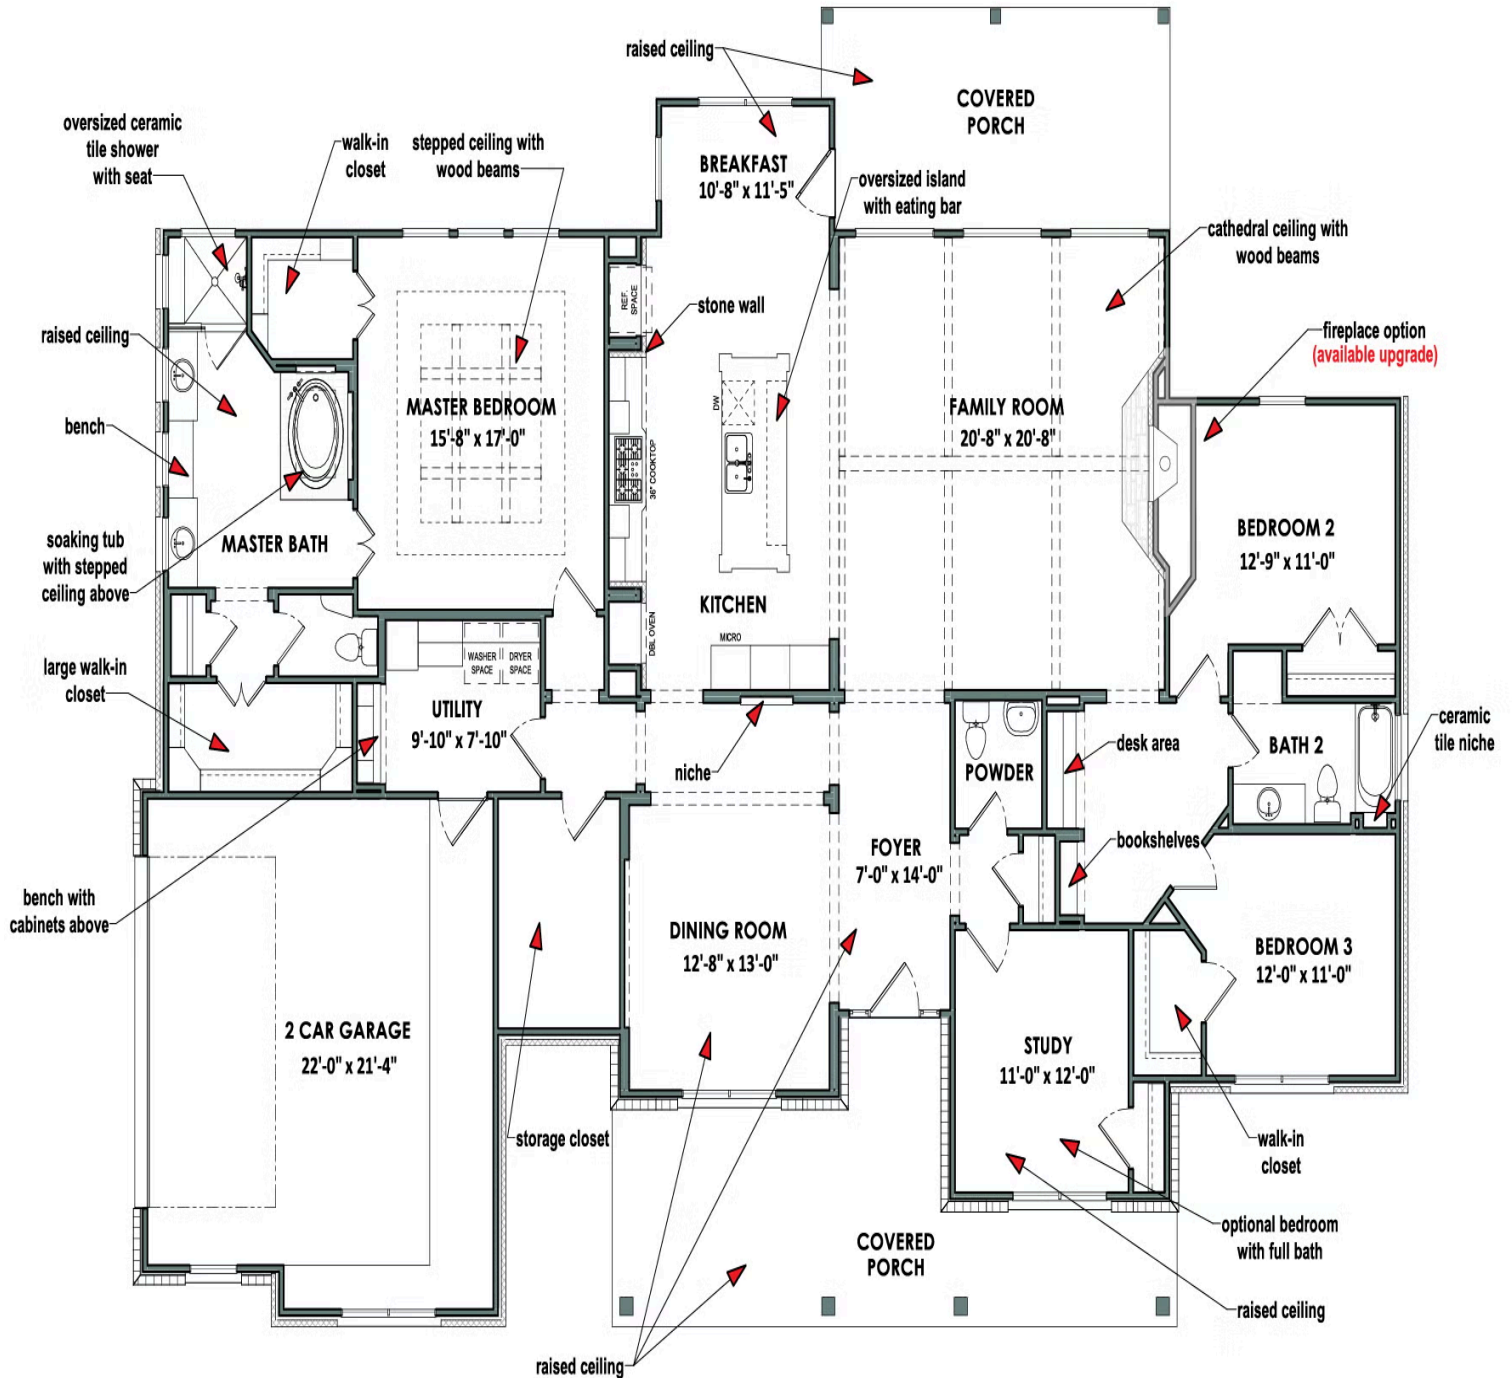 raised ceiling
COVERED
PORCH
oversized ceramic
tile shower
with seat
walk-in
closet
stepped ceiling with
wood beams
BREAKFAST
10'-8" x 11'-5"
oversized island
with eating bar
cathedral ceiling with
wood beams
REF.
SPACE
stone wall
raised ceiling
fireplace option
(available upgrade)
DW
MASTER BEDROOM
15'-8" x 17'-0"
FAMILY ROOM
20'-8" x 20'-8"
bench
36" COOKTOP
BEDROOM 2
12'-9" x 11'-0"
soaking tub
with stepped
ceiling above
MASTER BATH
KITCHEN
MICRO
DBL OVEN
WASHER
SPACE
DRYER
SPACE
large walk-in
closet
UTILITY
9'-10" x 7'-10"
niche
POWDER
desk area
BATH 2
ceramic
tile niche
bookshelves
FOYER
7'-0" x 14'-0"
bench with
cabinets above
DINING ROOM
12'-8" x 13'-0"
BEDROOM 3
12'-0" x 11'-0"
2 CAR GARAGE
22'-0" x 21'-4"
STUDY
11'-0" x 12'-0"
storage closet
walk-in
closet
optional bedroom
with full bath
COVERED
PORCH
raised ceiling
raised ceiling